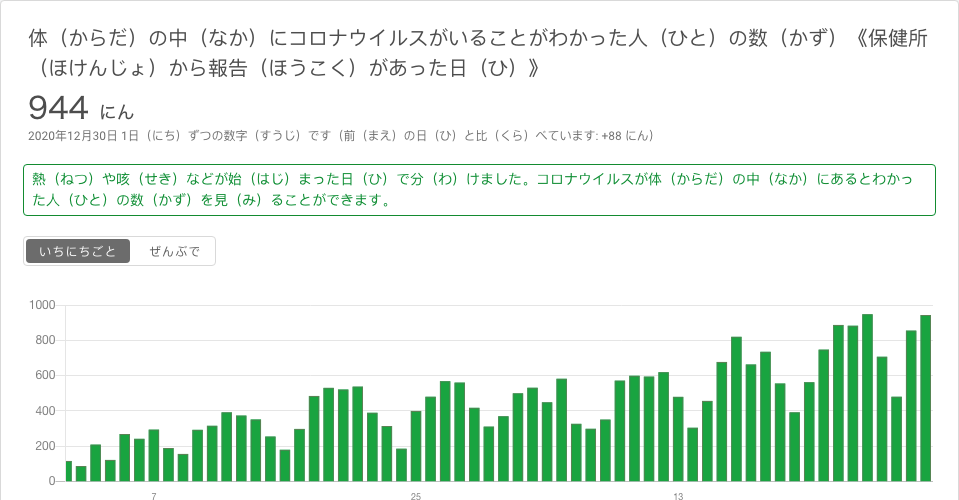 体（からだ）の中（なか）にコロナウイルスがいることがわかった人（ひと）の数（かず）《保健所
（ほけんじょ）から報告（ほうこく）があった日（ひ）》
944 にん
2020年12月30日 1日（にち）ずつの数字（すうじ）です（前（まえ）の日（ひ）と比（くら）べています: +88 にん）
熱（ねつ）や咳（せき）などが始（はじ）まった日（ひ）で分（わ）けました。コロナウイルスが体（からだ）の中（なか）にあるとわかっ
た人（ひと）の数（かず）を見（み）ることができます。
いちにちごと ぜんぶで
1000
800
600
400
200
0
7 25 13